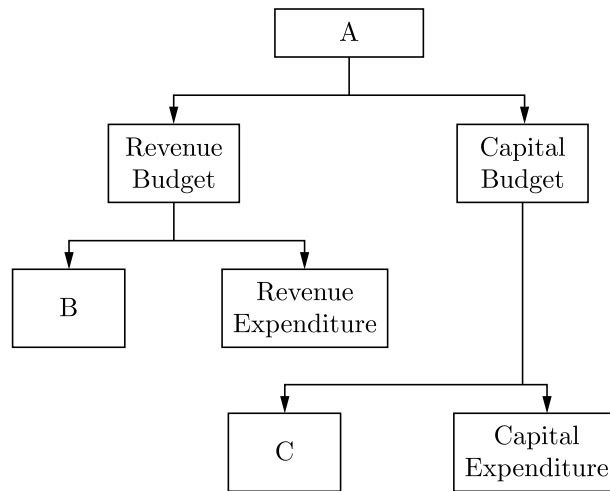 A
Revenue
Budget
Capital
Budget
B
Revenue
Expenditure
C
Capital
Expenditure